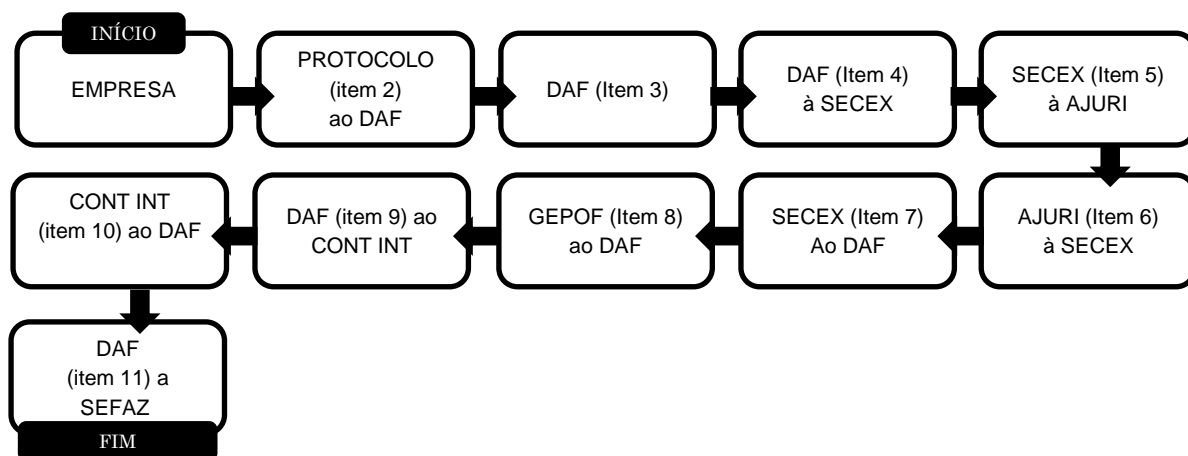 INÍCIO
EMPRESA
PROTOCOLO
(item 2)
ao DAF
DAF (Item 3)
DAF (Item 4)
à SECEX
SECEX (Item 5)
à AJURI
AJURI (Item 6)
à SECEX
SECEX (Item 7)
Ao DAF
GEPOF (Item 8)
ao DAF
DAF (item 9) ao
CONT INT
CONT INT
(item 10) ao DAF
DAF
(item 11) a
SEFAZ
FIM